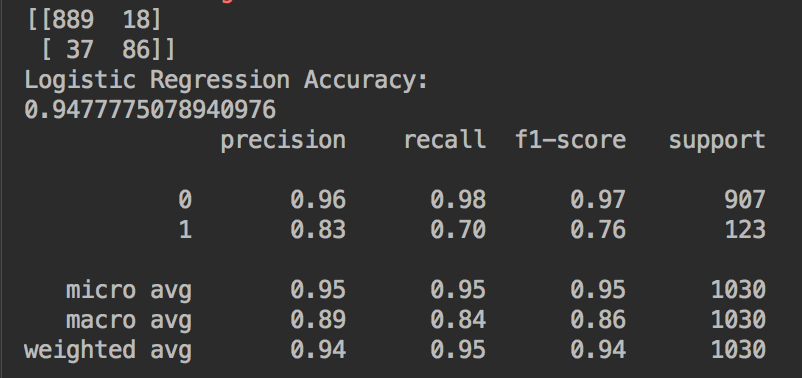 [[889  18]
 [ 37  86]]
Logistic Regression Accuracy:
0.9477775078940976
              precision    recall  f1-score   support

           0       0.96      0.98      0.97       907
           1       0.83      0.70      0.76       123

   micro avg       0.95      0.95      0.95      1030
   macro avg       0.89      0.84      0.86      1030
weighted avg       0.94      0.95      0.94      1030